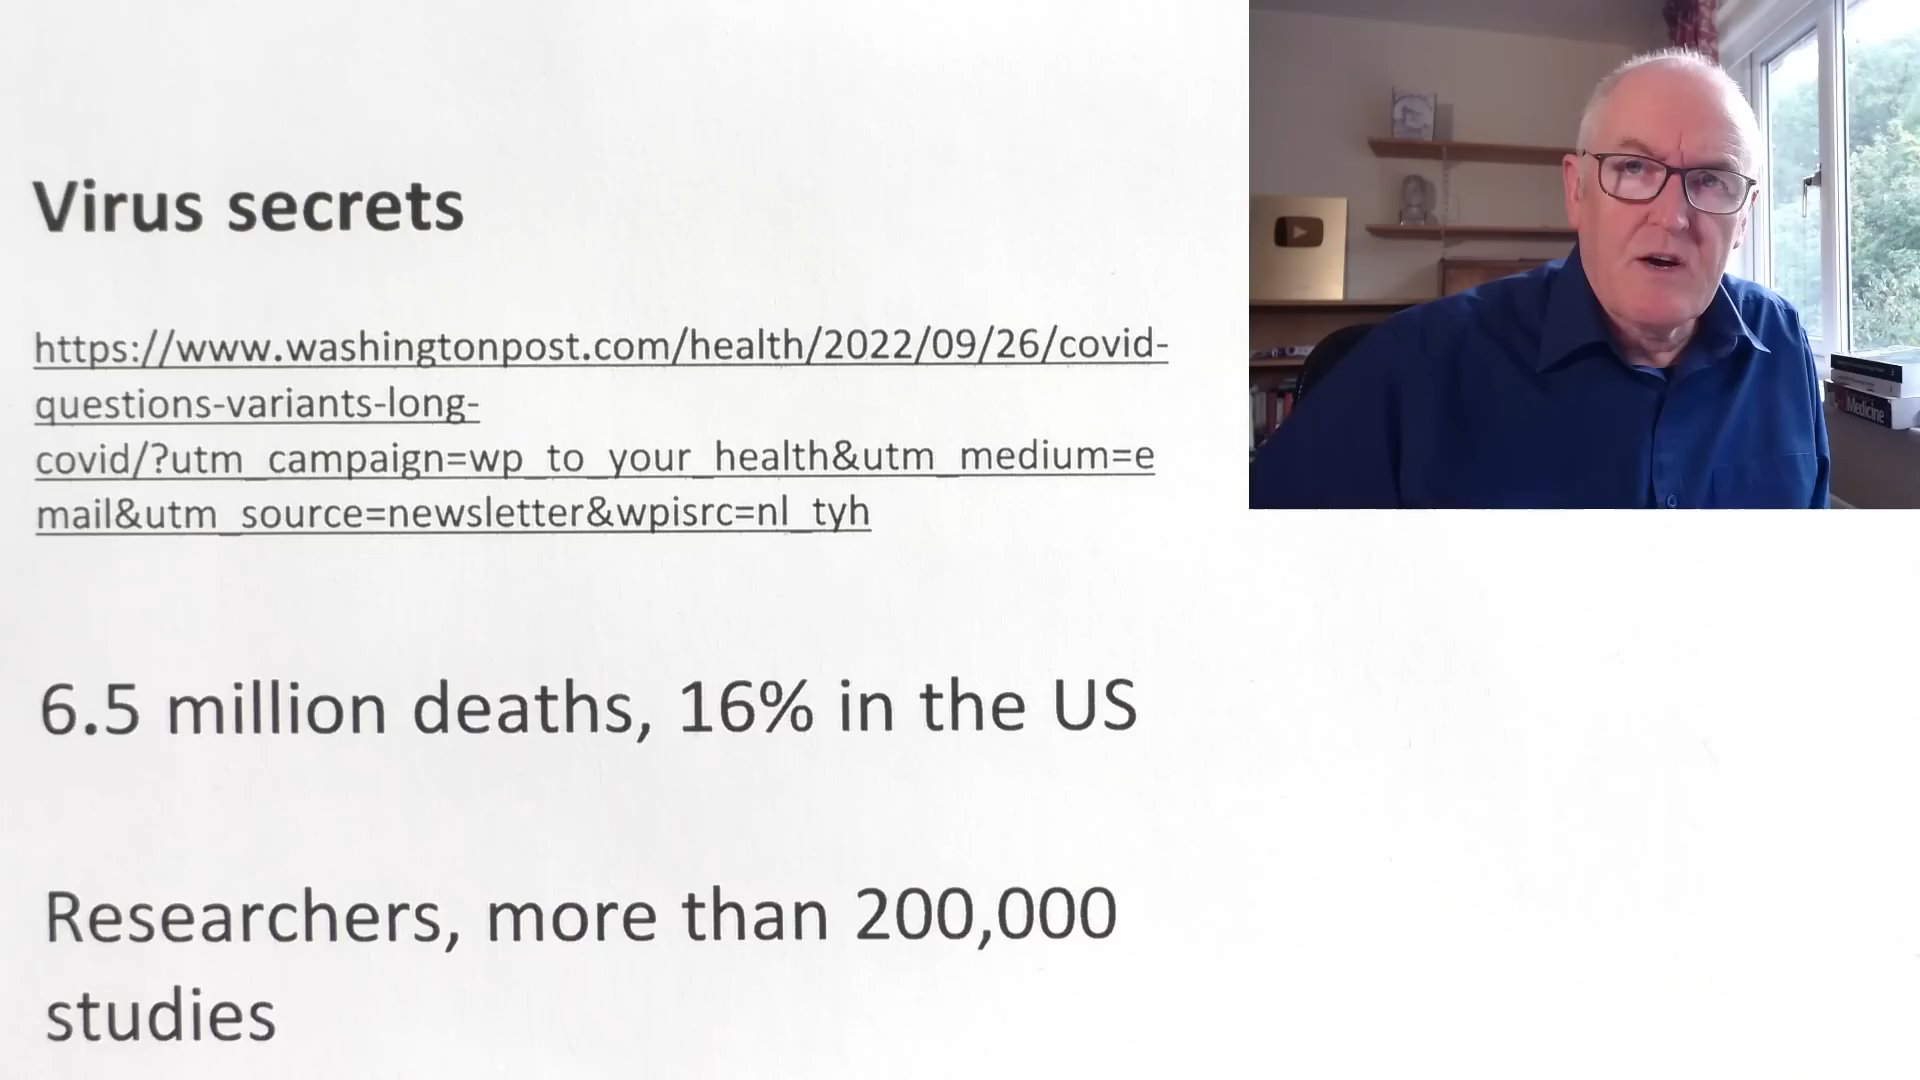 Virus secrets
https://www.washingtonpost.com/health/2022/09/26/covid-
questions-variants-long-
covid/?utm_campaign=wp_to_your_health&utm_medium=e
mail&utm_source=newsletter&wpisrc=nl_tyh
6.5 million deaths, 16% in the US
Researchers, more than 200,000
studies
Medicine